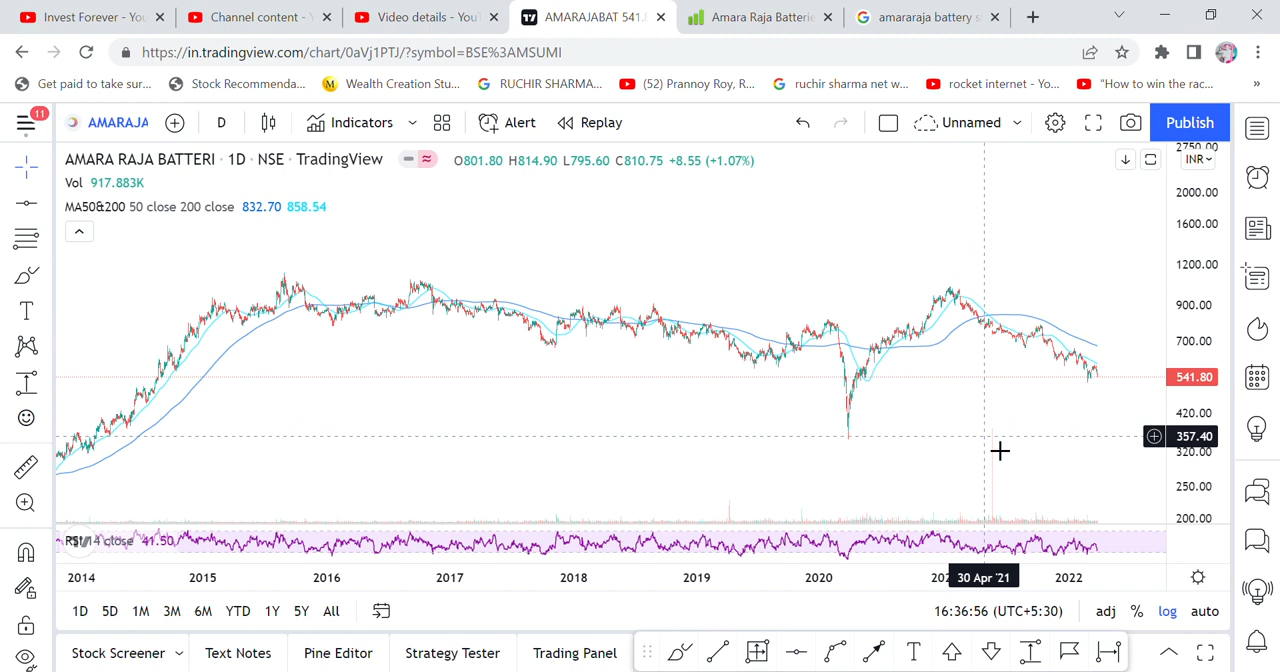 Invest Forever - You
Channel content -
Video details - YouT
AMARAJABAT 541.
Amara Raja Batterie
amararaja battery s
https://in.tradingview.com/chart/0aVj1PTJ/?symbol=BSE%3AMSUMI
Get paid to take sur...
Stock Recommenda...
M
Wealth Creation Stu...
RUCHIR SHARMA...
(52) Prannoy Roy, R...
ruchir sharma net w...
rocket internet - Yo...
"How to win the rac...
»
11
AMARAJA
D
Indicators
Alert
Replay
Unnamed
Publish
AMARA RAJA BATTERI · 1D · NSE · TradingView
O801.80 H814.90 L795.60 C810.75 +8.55 (+1.07%)
INR
Vol 917.883K
MA50&200 50 close 200 close 832.70 858.54
2750.00
2000.00
1600.00
1200.00
900.00
700.00
541.80
420.00
357.40
320.00
250.00
200.00
RSI 14 close 41.50
2014 2015 2016 2017 2018 2019 2020 30 Apr '21 2022
1D 5D 1M 3M 6M YTD 1Y 5Y All
16:36:56 (UTC+5:30)
adj % log auto
Stock Screener
Text Notes
Pine Editor
Strategy Tester
Trading Panel